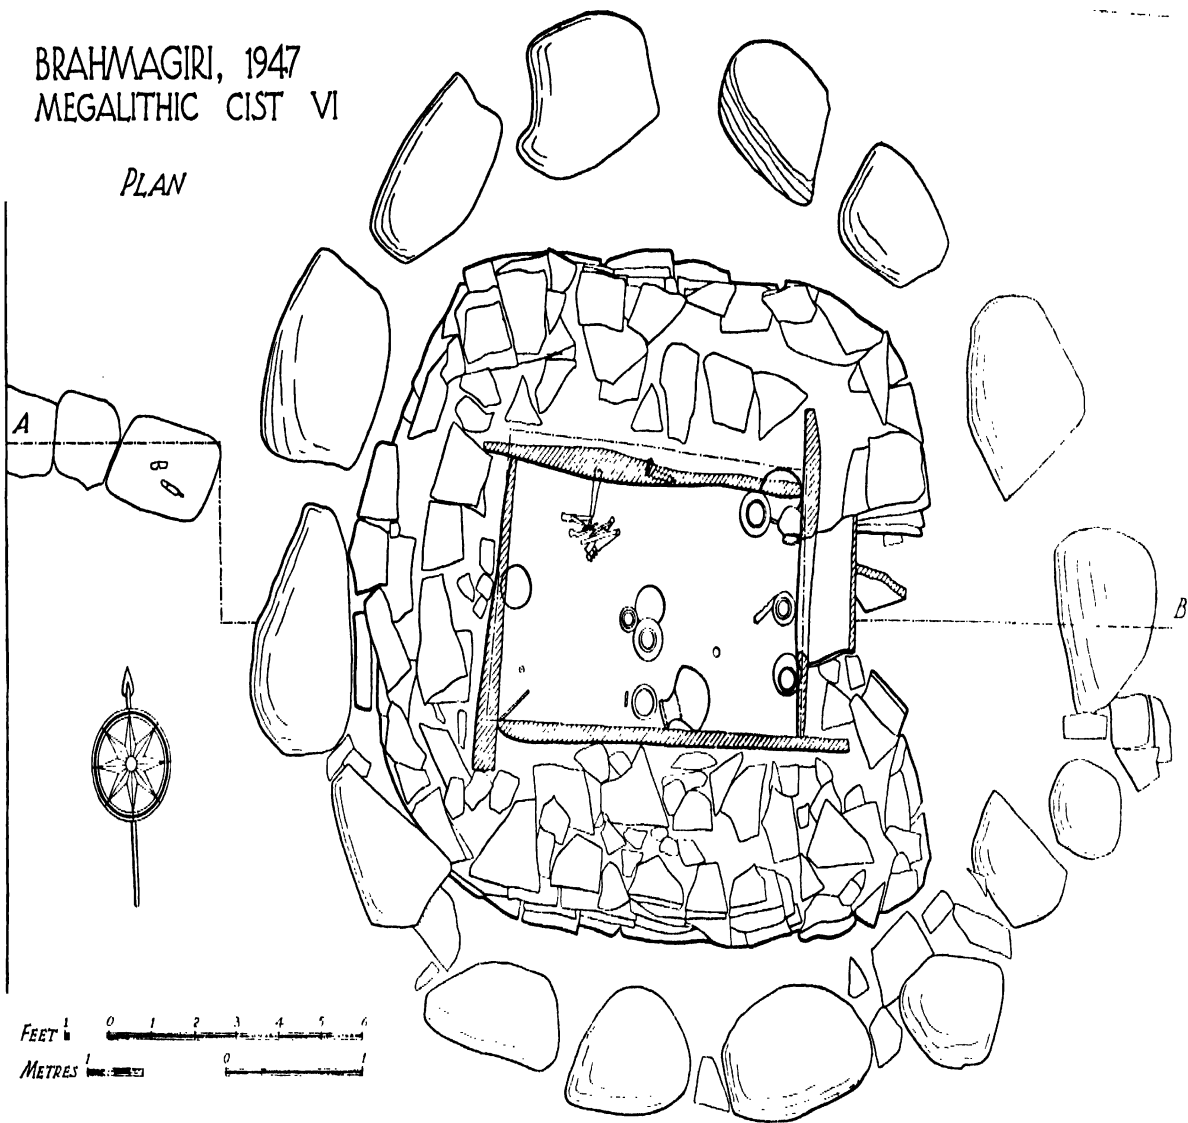 BRAHMAGIRI, 1947
MEGALITHIC CIST VI
PLAN
A
B
FEET 1 0 1 2 3 4 5 6
METRES 1 0 1